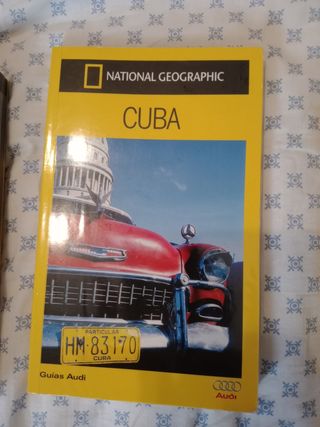 NATIONAL GEOGRAPHIC
CUBA
PARTICULAR
HM·83170
CUBA
Guías Audi
Audi